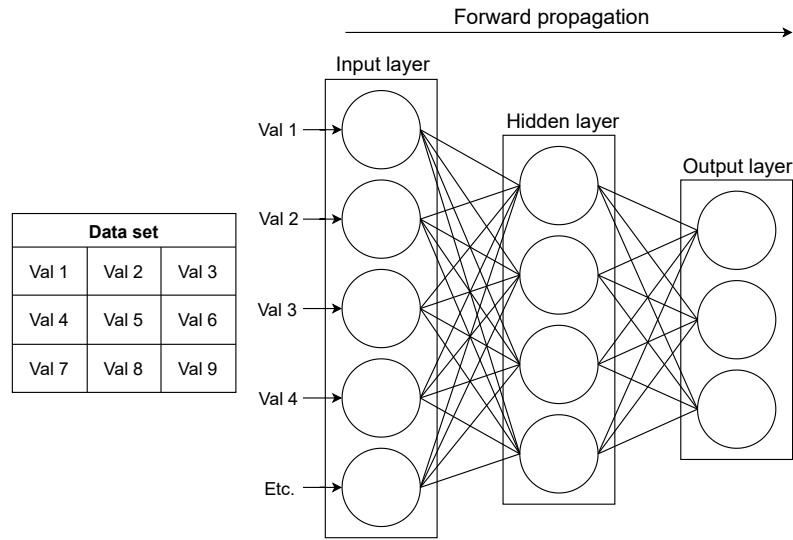 Forward propagation
Input layer
Hidden layer
Output layer
Val 1
Val 2
Val 3
Val 4
Etc.
Data set
Val 1 Val 2 Val 3
Val 4 Val 5 Val 6
Val 7 Val 8 Val 9